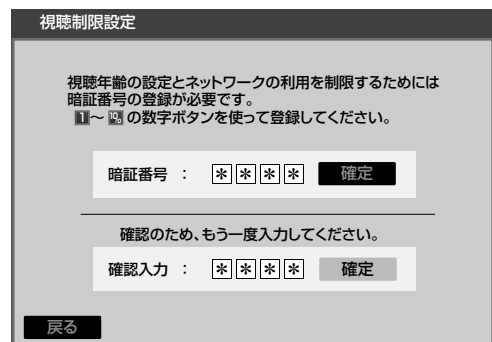 視聴制限設定
視聴年齢の設定とネットワークの利用を制限するためには
暗証番号の登録が必要です。
1～10 の数字ボタンを使って登録してください。
暗証番号 ： ＊＊＊＊ 確定
確認のため、もう一度入力してください。
確認入力 ： ＊＊＊＊ 確定
戻る